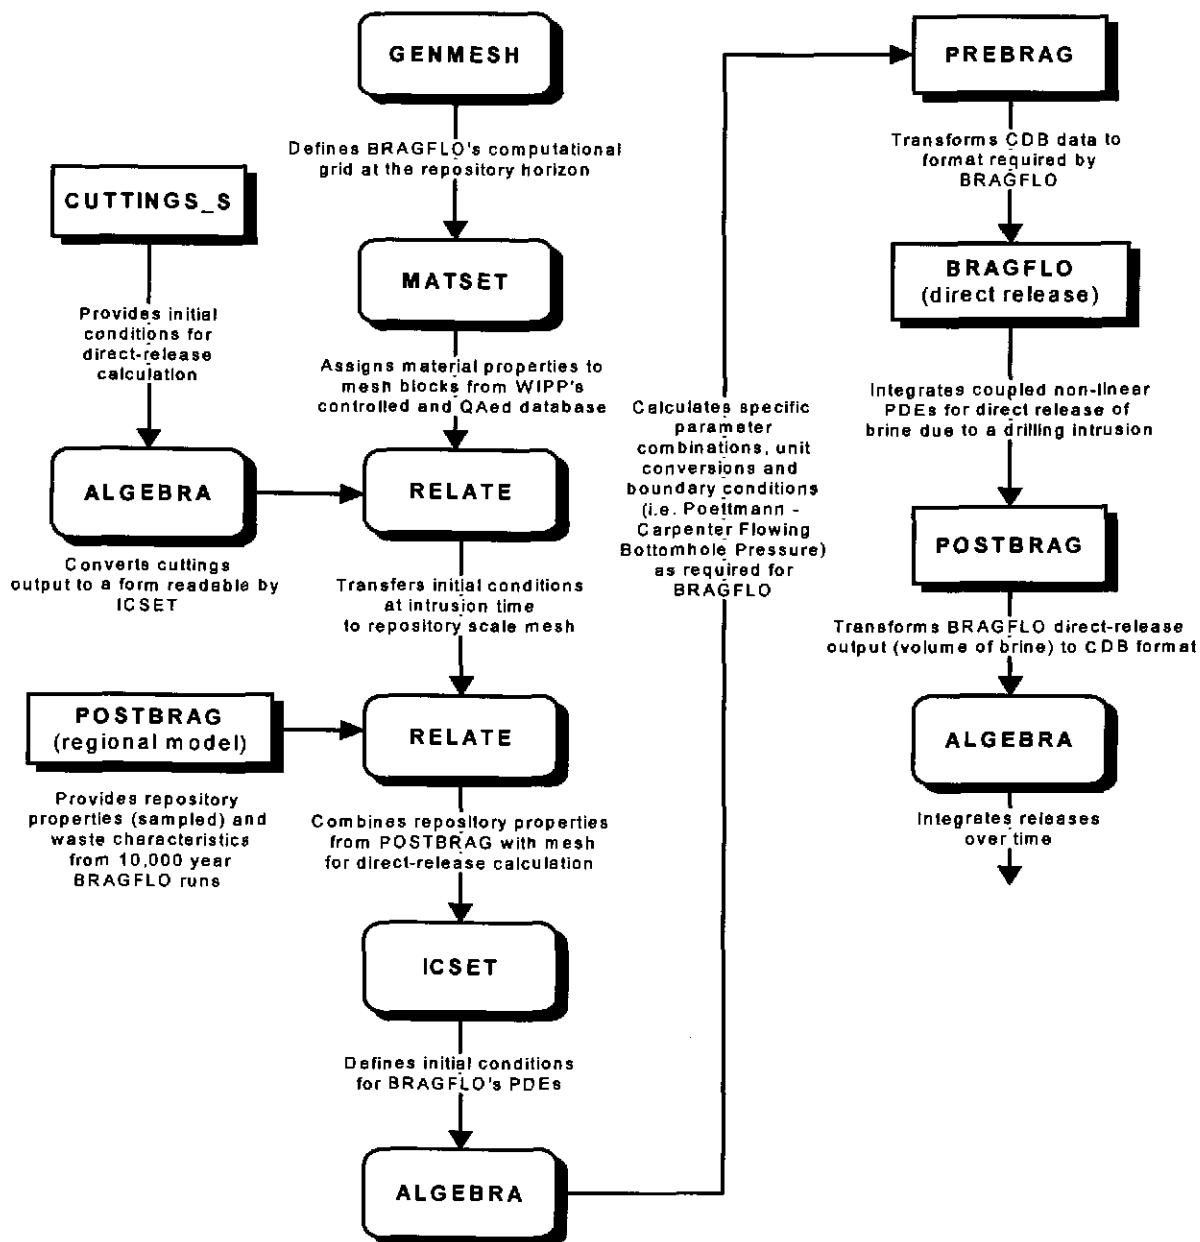 GENMESH
Defines BRAGFLO's computational
grid at the repository horizon
CUTTINGS_S
Provides initial
conditions for
direct-release
calculation
MATSET
Assigns material properties to
mesh blocks from WIPP's
controlled and QAed database
ALGEBRA
Converts cuttings
output to a form readable by
ICSET
RELATE
Transfers initial conditions
at intrusion time
to repository scale mesh
POSTBRAG
(regional model)
Provides repository
properties (sampled) and
waste characteristics
from 10,000 year
BRAGFLO runs
RELATE
Combines repository properties
from POSTBRAG with mesh
for direct-release calculation
ICSET
Defines initial conditions
for BRAGFLO's PDEs
ALGEBRA
Calculates specific
parameter
combinations, unit
conversions and
boundary conditions
(i.e. Poettmann -
Carpenter Flowing
Bottomhole Pressure)
as required for
BRAGFLO
PREBRAG
Transforms CDB data to
format required by
BRAGFLO
BRAGFLO
(direct release)
Integrates coupled non-linear
PDEs for direct release of
brine due to a drilling intrusion
POSTBRAG
Transforms BRAGFLO direct-release
output (volume of brine) to CDB format
ALGEBRA
Integrates releases
over time